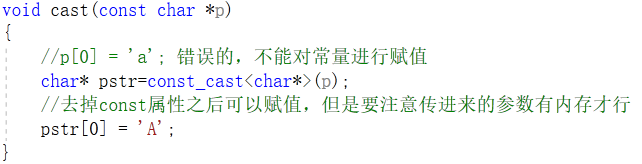 void cast(const char *p)
{
//p[0] = 'a'; 错误的，不能对常量进行赋值
char* pstr=const_cast<char*>(p);
//去掉const属性之后可以赋值，但是要注意传进来的参数有内存才行
pstr[0] = 'A';
}